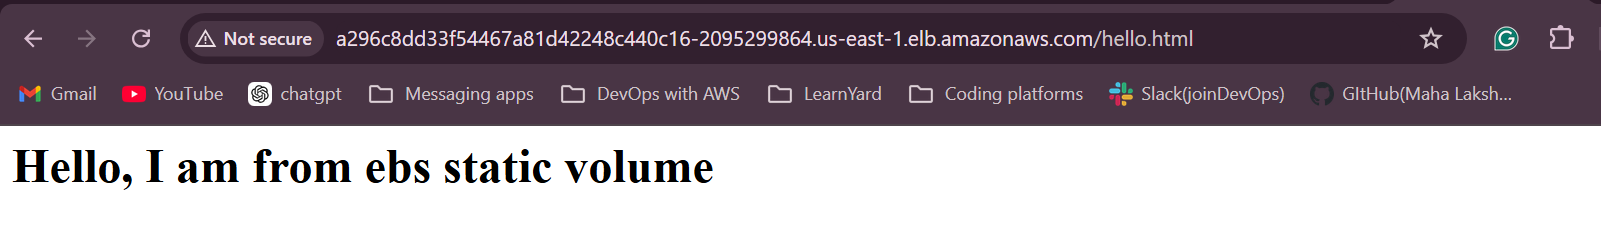 Not secure a296c8dd33f54467a81d42248c440c16-2095299864.us-east-1.elb.amazonaws.com/hello.html
Gmail YouTube chatgpt Messaging apps DevOps with AWS LearnYard Coding platforms Slack(joinDevOps) GItHub(Maha Laksh...
Hello, I am from ebs static volume